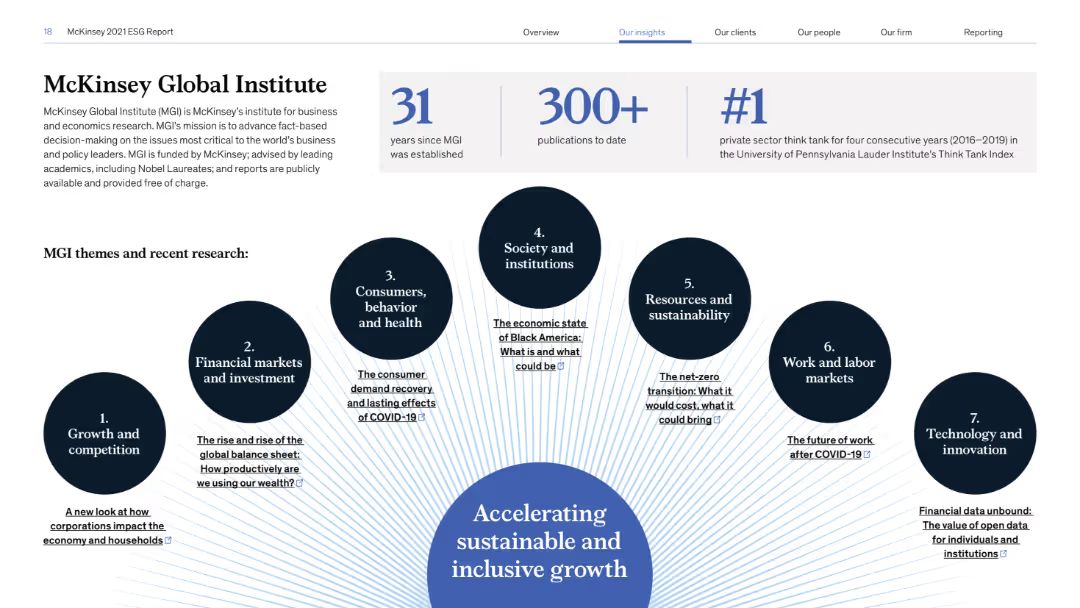 18 McKinsey 2021 ESG Report
Overview
Our insights
Our clients
Our people
Our firm
Reporting
McKinsey Global Institute
McKinsey Global Institute (MGI) is McKinsey's institute for business
and economics research. MGI's mission is to advance fact-based
decision-making on the issues most critical to the world's business
and policy leaders. MGI is funded by McKinsey; advised by leading
academics, including Nobel Laureates; and reports are publicly
available and provided free of charge.
31
years since MGI
was established
300+
publications to date
#1
private sector think tank for four consecutive years (2016–2019) in
the University of Pennsylvania Lauder Institute's Think Tank Index
MGI themes and recent research:
1.
Growth and
competition
A new look at how
corporations impact the
economy and households
2.
Financial markets
and investment
The rise and rise of the
global balance sheet:
How productively are
we using our wealth?
3.
Consumers,
behavior
and health
The consumer
demand recovery
and lasting effects
of COVID-19
4.
Society and
institutions
The economic state
of Black America:
What is and what
could be
5.
Resources and
sustainability
The net-zero
transition: What it
would cost, what it
could bring
6.
Work and labor
markets
The future of work
after COVID-19
7.
Technology and
innovation
Financial data unbound:
The value of open data
for individuals and
institutions
Accelerating
sustainable and
inclusive growth